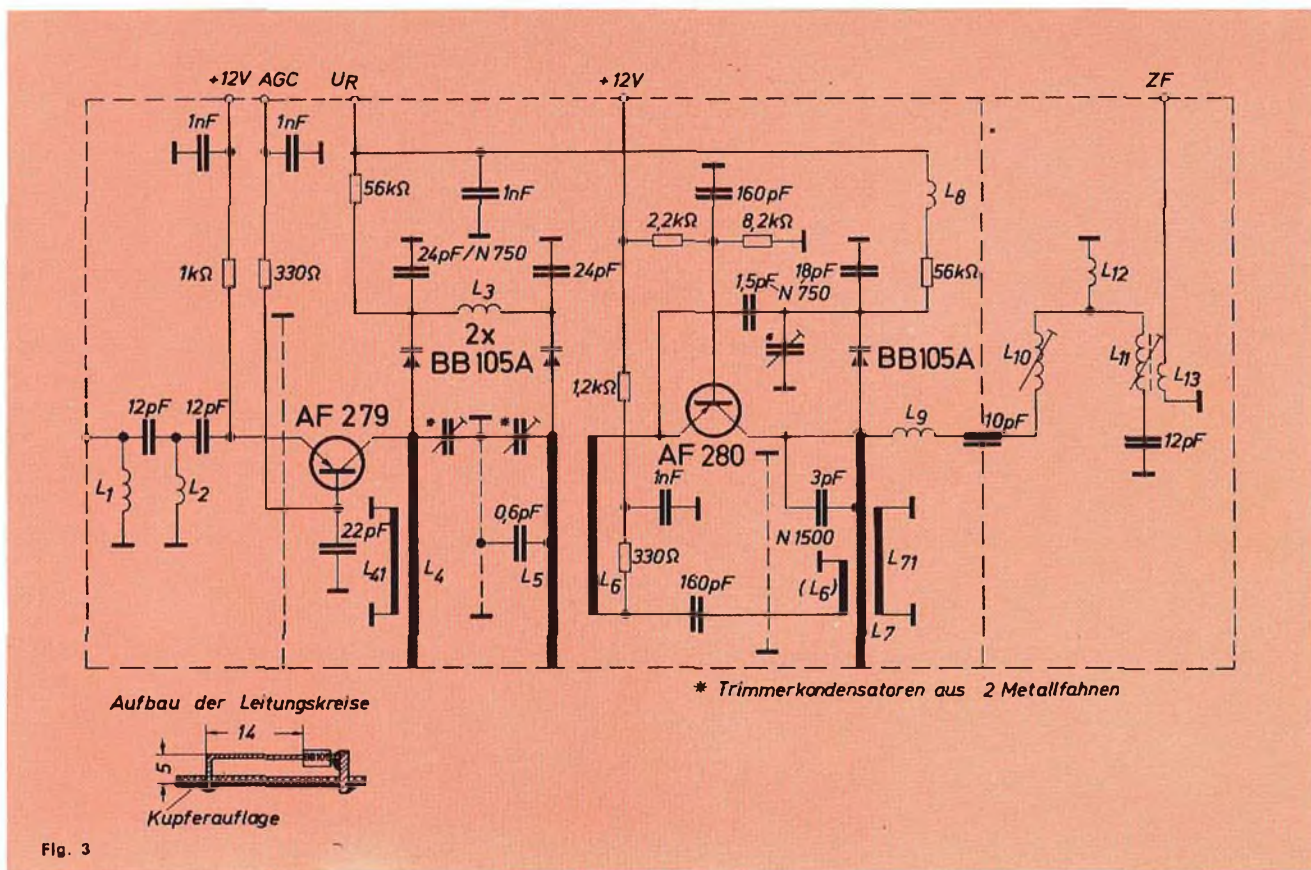 +12V AGC UR +12V ZF
1nF 1nF
56kΩ 1nF 160pF L8
2,2kΩ 8,2kΩ
24pF/N750 24pF 18pF
1kΩ 330Ω 56kΩ L12
1,5pF N750
L3
2x
BB105A BB105A
L10 L11 L13
1,2kΩ
12pF 12pF AF 279 * * * L9 10pF
AF 280 12pF
L1 L2 1nF 3pF
22pF 0,6pF N1500
330Ω
L41 L4 L5 L6 160pF (L6) L71
L7
* Trimmerkondensatoren aus 2 Metallfahnen
Aufbau der Leitungskreise
14
5 BB105
Kupferauflage
Fig. 3